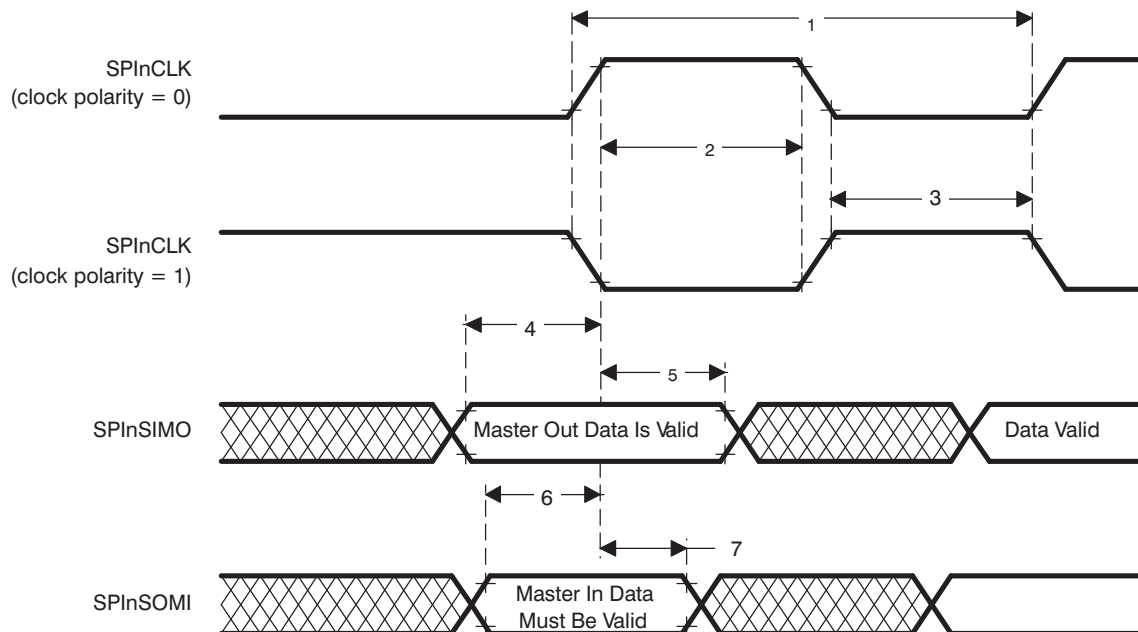 1
SPInCLK
(clock polarity = 0)
2
3
SPInCLK
(clock polarity = 1)
4
5
SPInSIMO
Master Out Data Is Valid
Data Valid
6
7
SPInSOMI
Master In Data
Must Be Valid